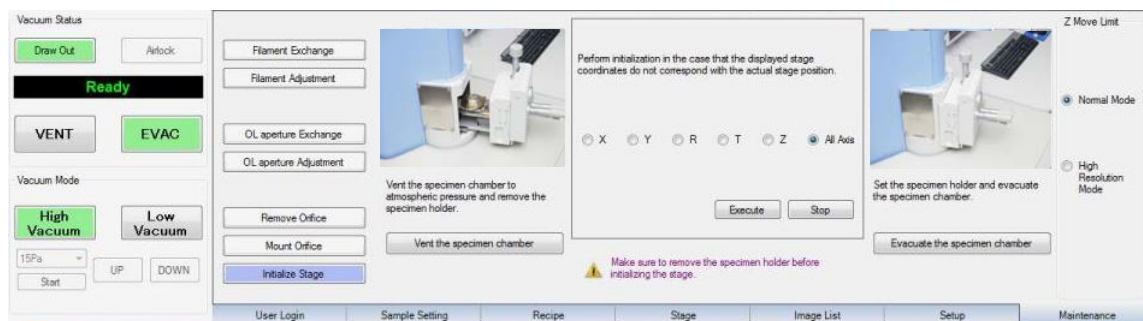 Vacuum Status
Draw Out
Airlock
Ready
VENT
EVAC
Vacuum Mode
High
Vacuum
Low
Vacuum
15Pa
UP
DOWN
Start
Filament Exchange
Filament Adjustment
OL aperture Exchange
OL aperture Adjustment
Remove Orifice
Mount Orifice
Initialize Stage
Vent the specimen chamber to
atmospheric pressure and remove the
specimen holder.
Vent the specimen chamber
Perform initialization in the case that the displayed stage
coordinates do not correspond with the actual stage position.
X Y R T Z All Axis
Execute Stop
Make sure to remove the specimen holder before
initializing the stage.
Set the specimen holder and evacuate
the specimen chamber.
Evacuate the specimen chamber
Z Move Limit
Normal Mode
High
Resolution
Mode
User Login Sample Setting Recipe Stage Image List Setup Maintenance